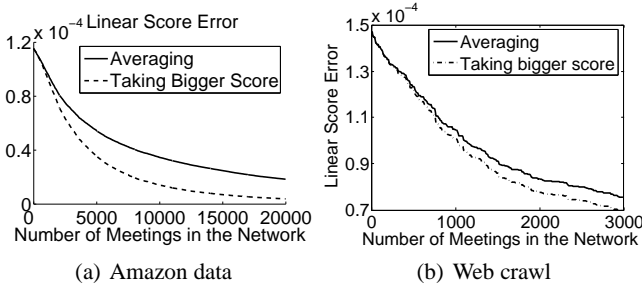 x 10⁻⁴ Linear Score Error
1.2
0.8
0.4
0
0 5000 10000 15000 20000
Averaging
Taking Bigger Score
Number of Meetings in the Network
(a) Amazon data
x 10⁻⁴
1.5
1.3
1.1
0.9
0.7
Linear Score Error
0 1000 2000 3000
Averaging
Taking bigger score
Number of Meetings in the Network
(b) Web crawl